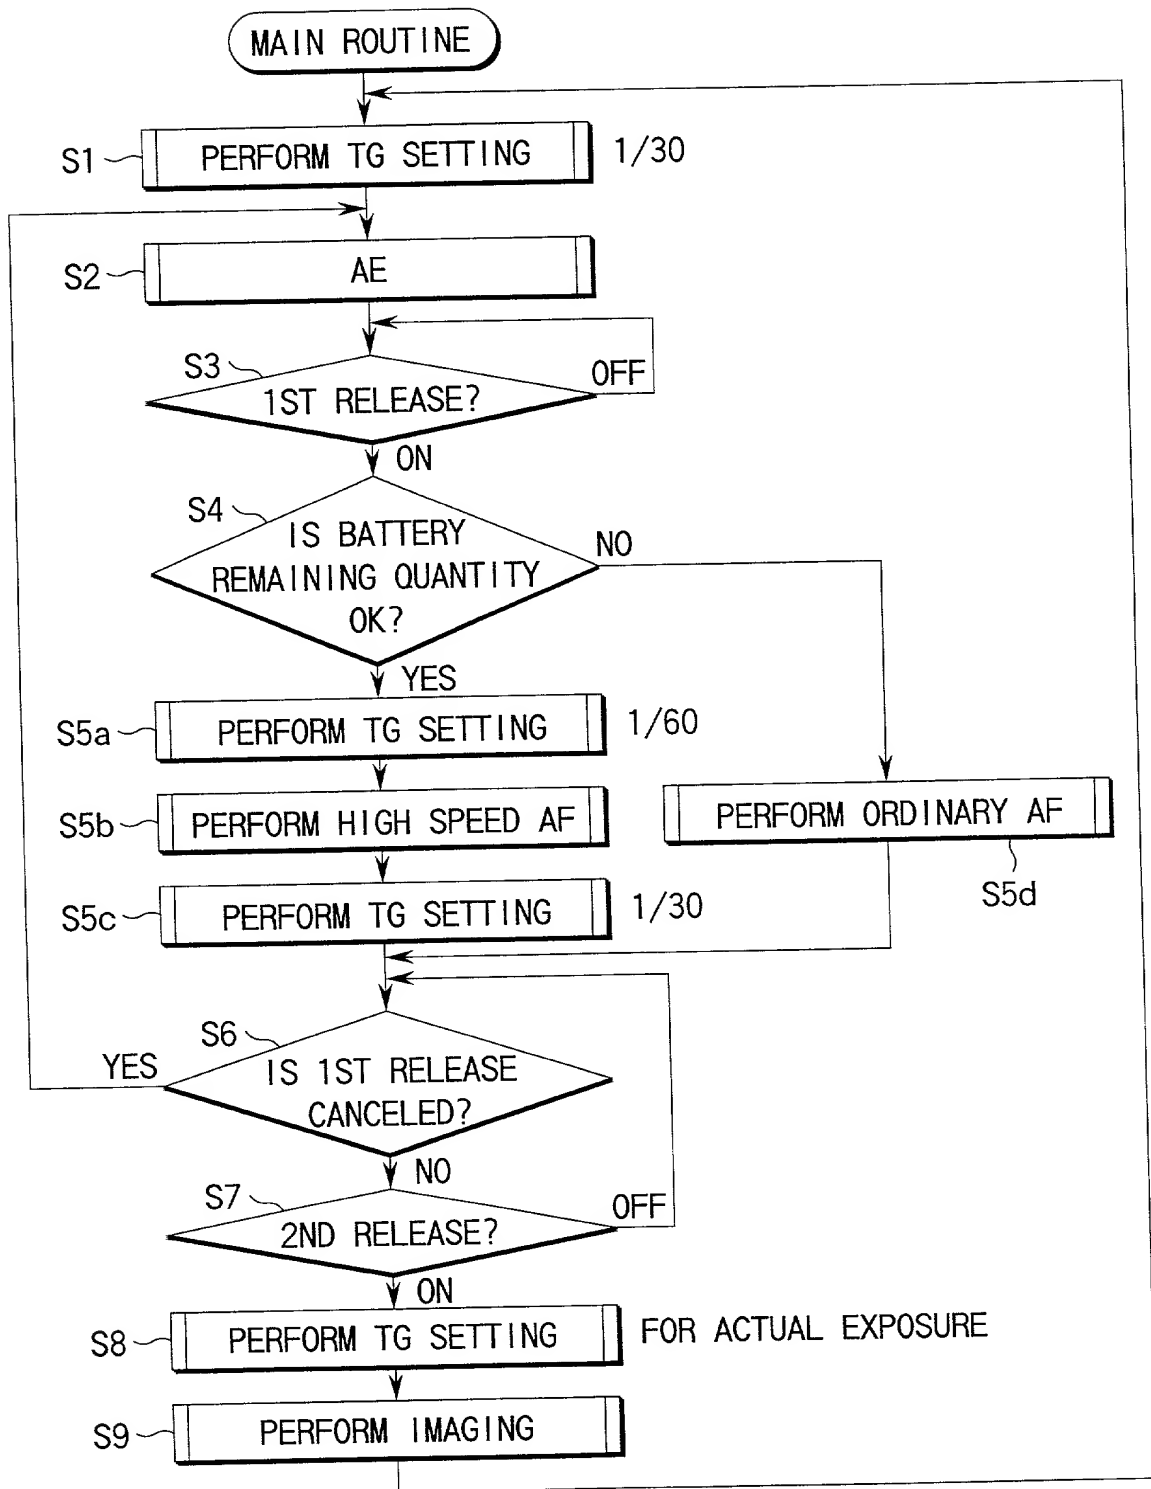 MAIN ROUTINE
S1
PERFORM TG SETTING
1/30
S2
AE
S3
1ST RELEASE?
OFF
ON
S4
IS BATTERY
REMAINING QUANTITY
OK?
NO
YES
S5a
PERFORM TG SETTING
1/60
S5b
PERFORM HIGH SPEED AF
PERFORM ORDINARY AF
S5d
S5c
PERFORM TG SETTING
1/30
S6
YES
IS 1ST RELEASE
CANCELED?
NO
S7
2ND RELEASE?
OFF
ON
S8
PERFORM TG SETTING
FOR ACTUAL EXPOSURE
S9
PERFORM IMAGING